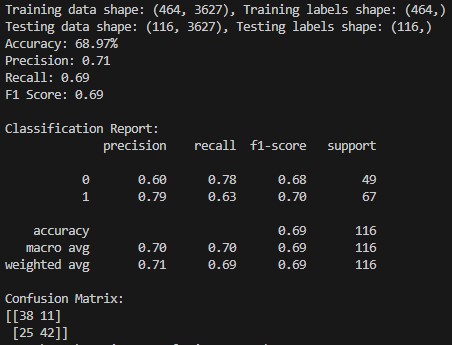 Training data shape: (464, 3627), Training labels shape: (464,)
Testing data shape: (116, 3627), Testing labels shape: (116,)
Accuracy: 68.97%
Precision: 0.71
Recall: 0.69
F1 Score: 0.69
Classification Report:
precision recall f1-score support
0 0.60 0.78 0.68 49
1 0.79 0.63 0.70 67
accuracy 0.69 116
macro avg 0.70 0.70 0.69 116
weighted avg 0.71 0.69 0.69 116
Confusion Matrix:
[[38 11]
[25 42]]